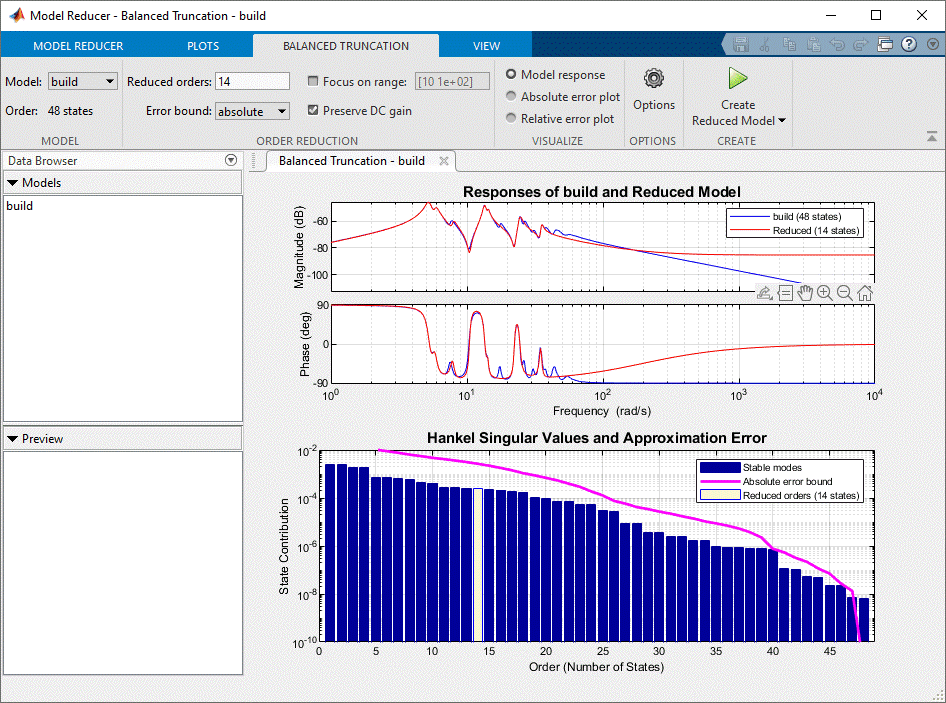 Model Reducer - Balanced Truncation - build
MODEL REDUCER PLOTS BALANCED TRUNCATION VIEW
Model: build Reduced orders: 14 Focus on range: [10 1e+02] Model response
Absolute error plot
Order: 48 states Error bound: absolute Preserve DC gain Relative error plot
Options
Create
Reduced Model
MODEL ORDER REDUCTION VISUALIZE OPTIONS CREATE
Data Browser
Models
build
Preview
Balanced Truncation - build
Responses of build and Reduced Model
Magnitude (dB)
-60
-80
-100
build (48 states)
Reduced (14 states)
Phase (deg)
90
0
-90
10^0 10^1 10^2 10^3 10^4
Frequency (rad/s)
Hankel Singular Values and Approximation Error
State Contribution
10^-2
10^-4
10^-6
10^-8
10^-10
Stable modes
Absolute error bound
Reduced orders (14 states)
0 5 10 15 20 25 30 35 40 45
Order (Number of States)